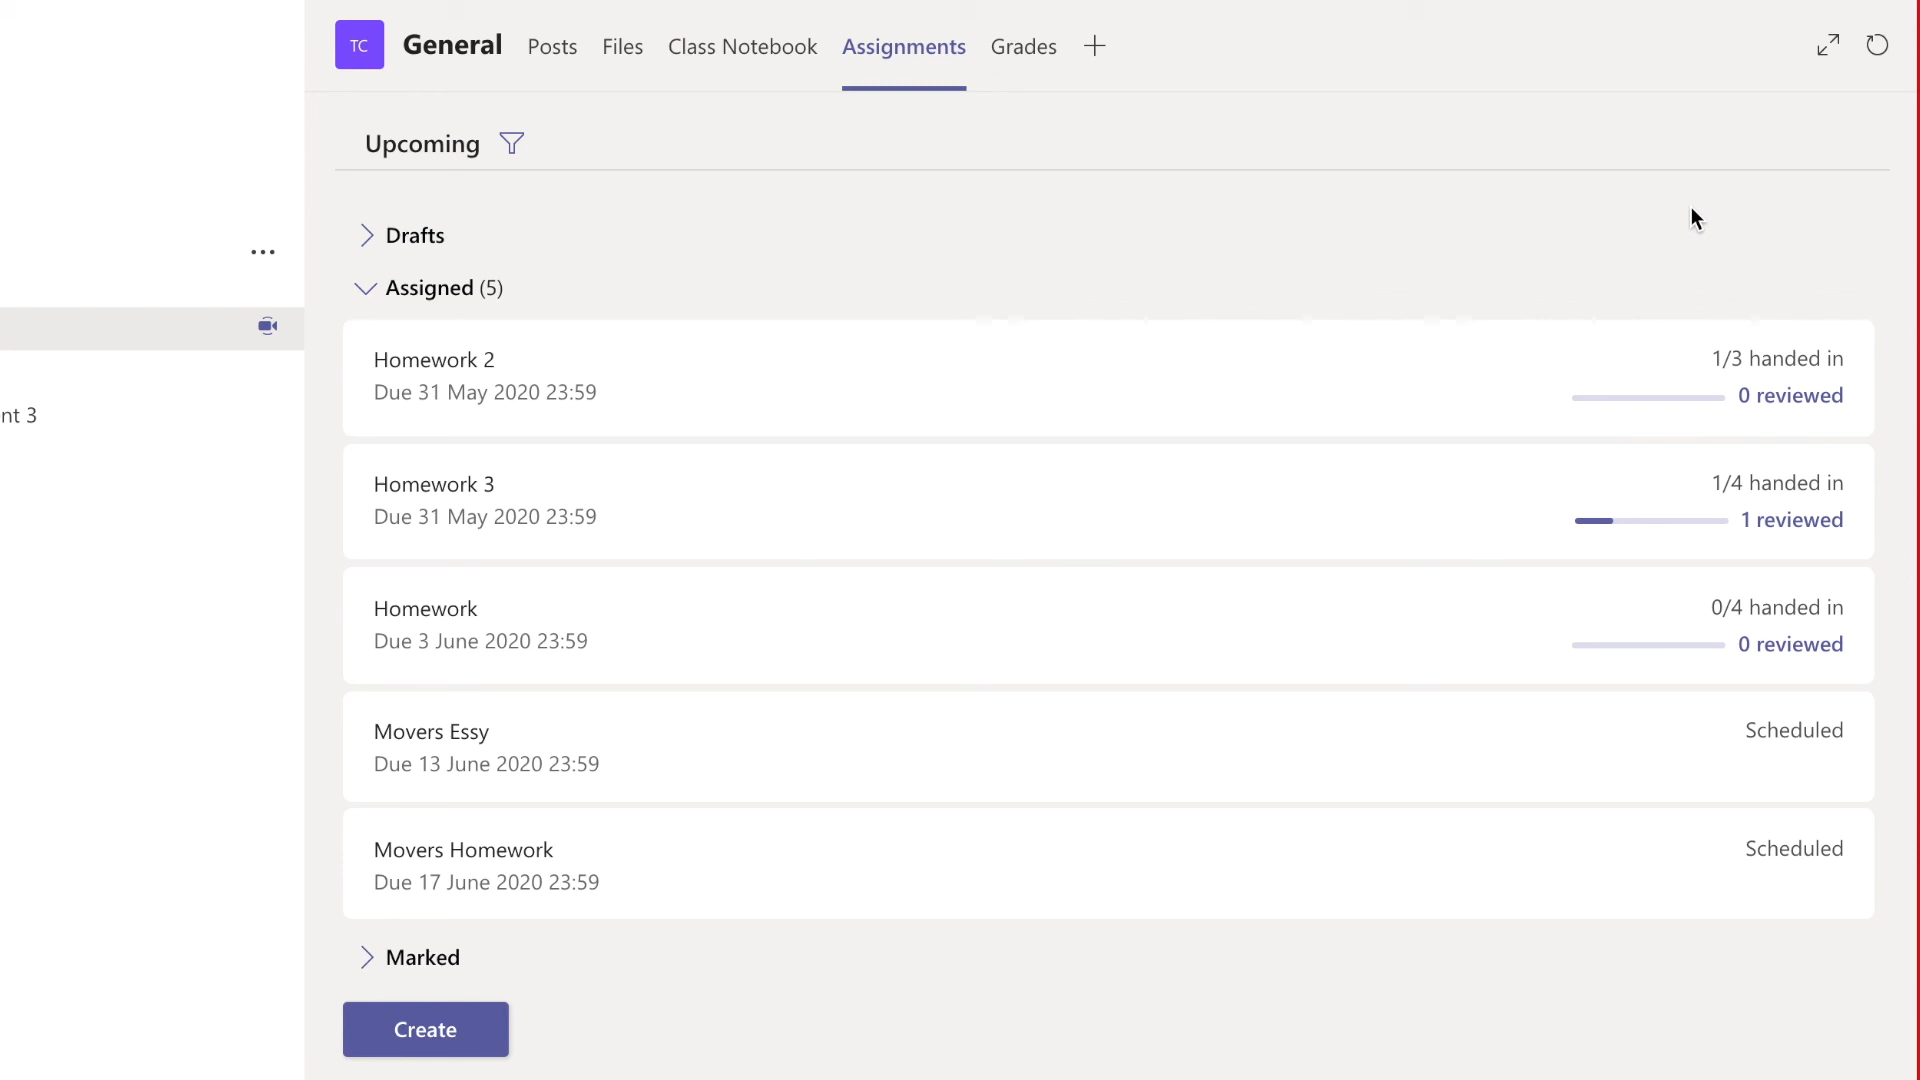 TC General Posts Files Class Notebook Assignments Grades
Upcoming
Drafts
Assigned (5)
Homework 2
1/3 handed in
Due 31 May 2020 23:59
0 reviewed
nt 3
Homework 3
1/4 handed in
Due 31 May 2020 23:59
1 reviewed
Homework
0/4 handed in
Due 3 June 2020 23:59
0 reviewed
Movers Essy
Scheduled
Due 13 June 2020 23:59
Movers Homework
Scheduled
Due 17 June 2020 23:59
Marked
Create